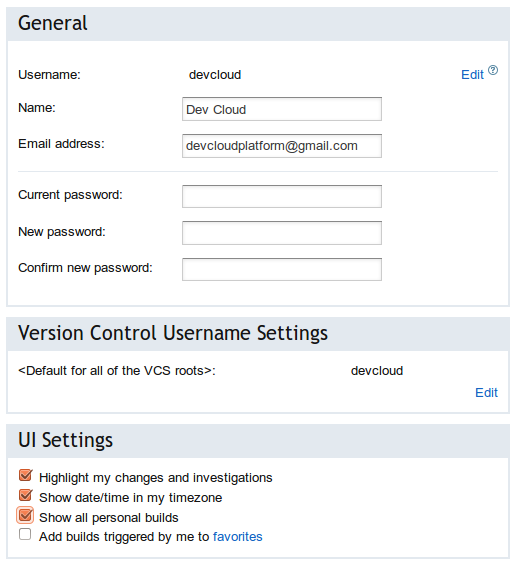 General
Username: devcloud Edit ?
Name: Dev Cloud
Email address: devcloudplatform@gmail.com
Current password:
New password:
Confirm new password:
Version Control Username Settings
<Default for all of the VCS roots>: devcloud
Edit
UI Settings
Highlight my changes and investigations
Show date/time in my timezone
Show all personal builds
Add builds triggered by me to favorites